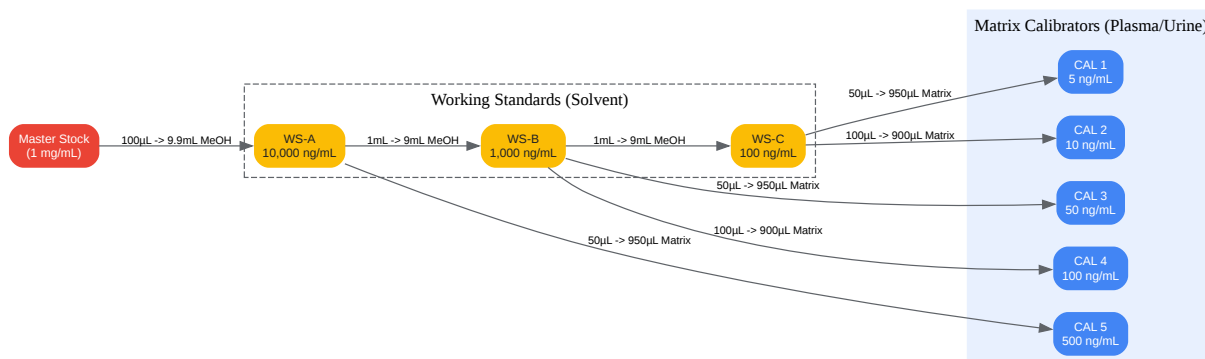 Matrix Calibrators (Plasma/Urine)
Working Standards (Solvent)
Master Stock
(1 mg/mL)
100µL -> 9.9mL MeOH
WS-A
10,000 ng/mL
1mL -> 9mL MeOH
WS-B
1,000 ng/mL
1mL -> 9mL MeOH
WS-C
100 ng/mL
50µL -> 950µL Matrix
CAL 1
5 ng/mL
100µL -> 900µL Matrix
CAL 2
10 ng/mL
50µL -> 950µL Matrix
CAL 3
50 ng/mL
100µL -> 900µL Matrix
CAL 4
100 ng/mL
50µL -> 950µL Matrix
CAL 5
500 ng/mL